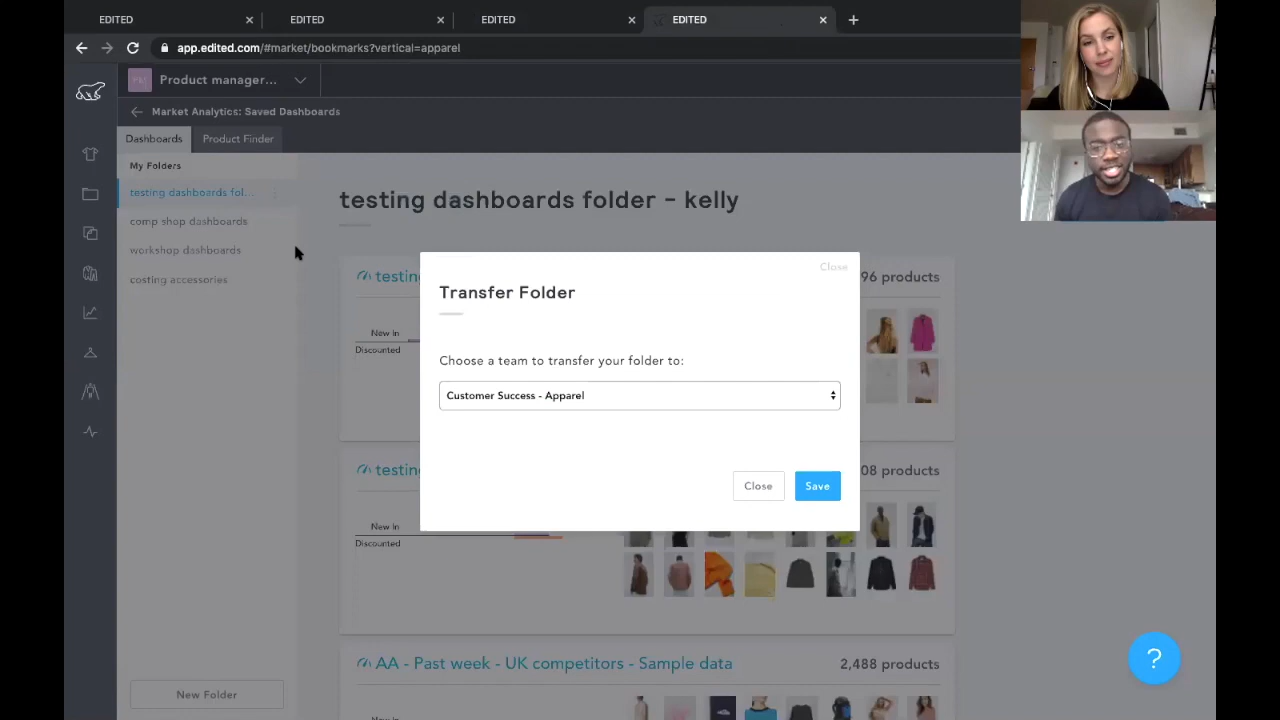 EDITED
EDITED
EDITED
EDITED
app.edited.com/#market/bookmarks?vertical=apparel
PM
Product manager...
Market Analytics: Saved Dashboards
Dashboards
Product Finder
My Folders
testing dashboards fol...
comp shop dashboards
workshop dashboards
costing accessories
New Folder
testing dashboards folder - kelly
testing
96 products
New In
Discounted
Close
Transfer Folder
Choose a team to transfer your folder to:
Customer Success - Apparel
Close
Save
testing
08 products
New In
Discounted
AA - Past week - UK competitors - Sample data
2,488 products
?